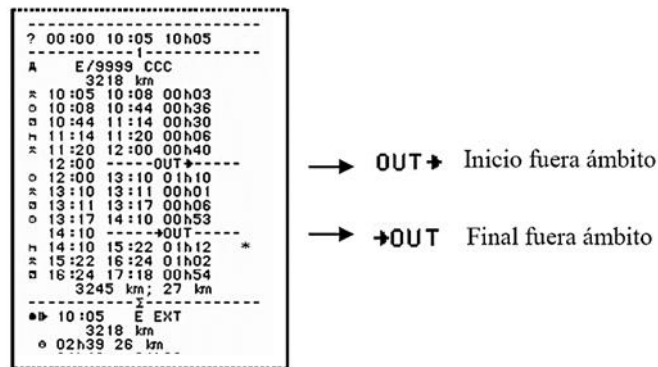 ? 00:00 10:05 10h05
1
E/9999 CCC
3218 km
10:05 10:08 00h03
10:08 10:44 00h36
10:44 11:14 00h30
11:14 11:20 00h06
11:20 12:00 00h40
12:00 -----OUT→-----
12:00 13:10 01h10
13:10 13:11 00h01
13:11 13:17 00h06
13:17 14:10 00h53
14:10 -----→OUT-----
14:10 15:22 01h12 *
15:22 16:24 01h02
16:24 17:18 00h54
3245 km; 27 km
Σ
10:05 E EXT
3218 km
02h39 26 km
→ OUT→ Inicio fuera ámbito
→ →OUT Final fuera ámbito